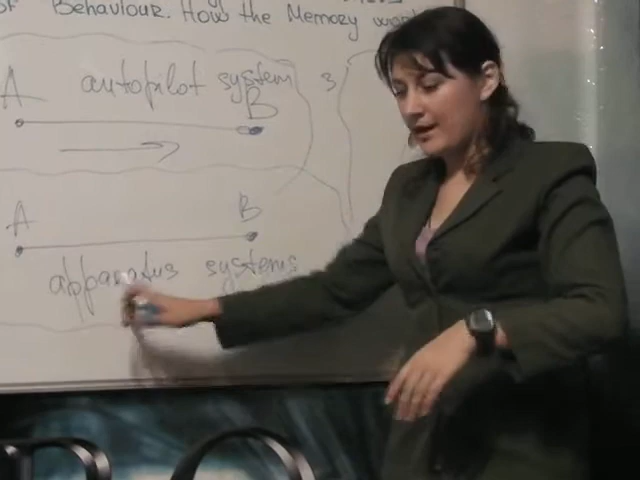 Behaviour. How the Memory
A autopilot system 3
B
A B
apparatus systems